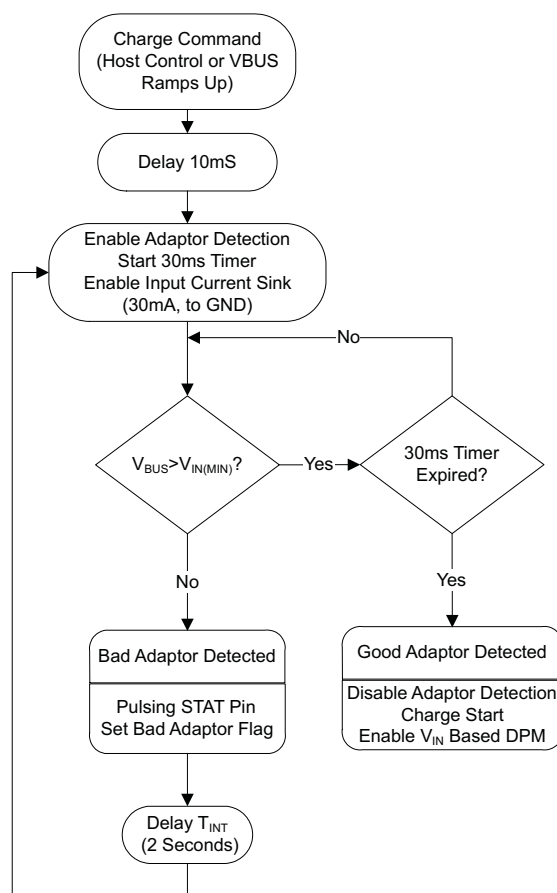 Charge Command
(Host Control or VBUS
Ramps Up)
Delay 10mS
Enable Adaptor Detection
Start 30ms Timer
Enable Input Current Sink
(30mA, to GND)
No
V_BUS>V_IN(MIN)?
Yes
30ms Timer
Expired?
No
Yes
Bad Adaptor Detected
Pulsing STAT Pin
Set Bad Adaptor Flag
Good Adaptor Detected
Disable Adaptor Detection
Charge Start
Enable V_IN Based DPM
Delay T_INT
(2 Seconds)